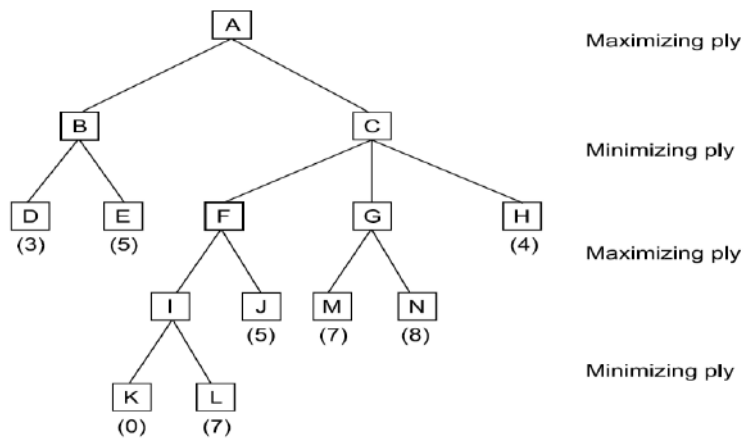 A
Maximizing ply
B
C
Minimizing ply
D
E
F
G
H
(3)
(5)
(4)
Maximizing ply
I
J
M
N
(5)
(7)
(8)
Minimizing ply
K
L
(0)
(7)